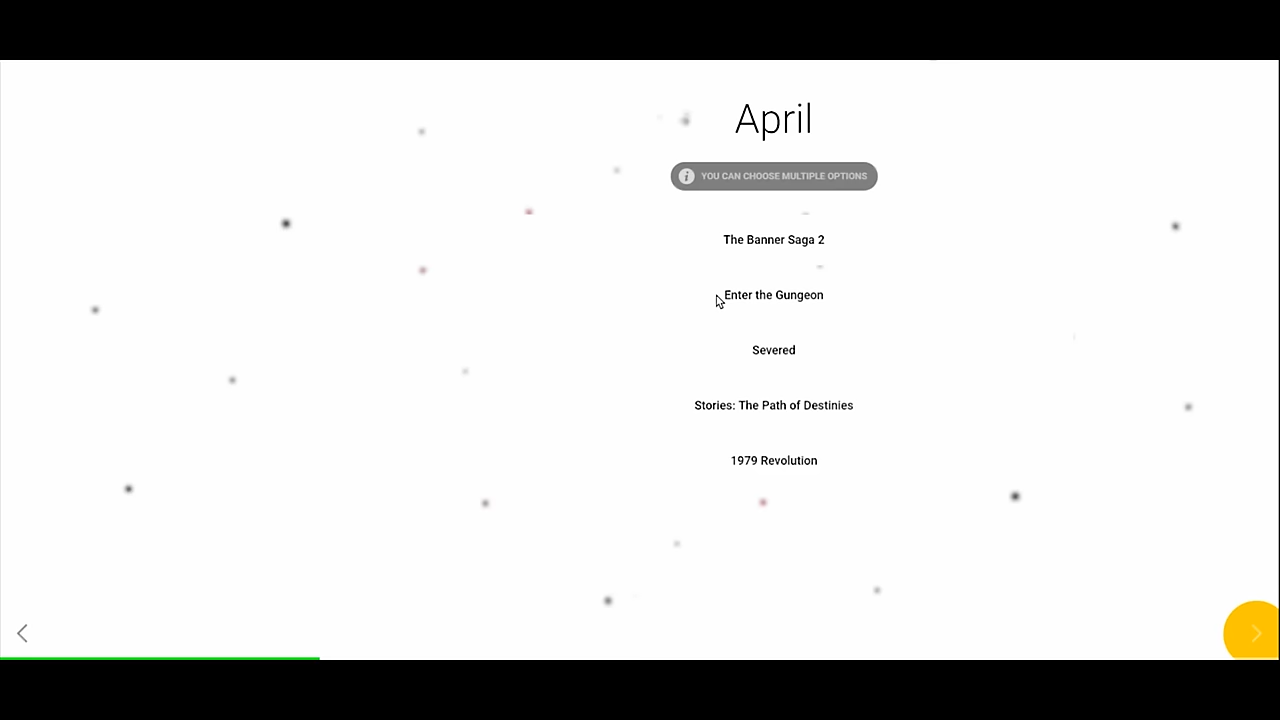 April
YOU CAN CHOOSE MULTIPLE OPTIONS
The Banner Saga 2
Enter the Gungeon
Severed
Stories: The Path of Destinies
1979 Revolution